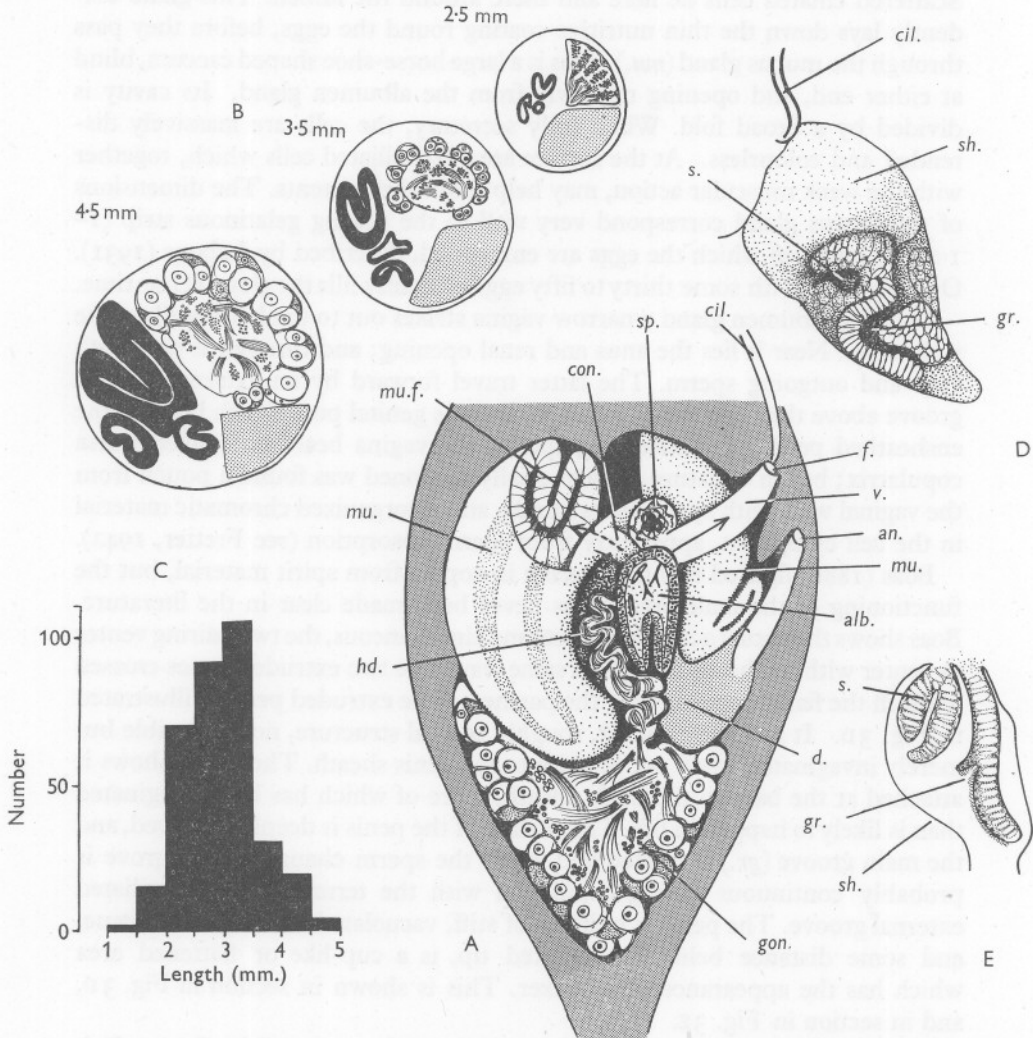 2·5 mm
cil.
B
3·5 mm
sh.
s.
4·5 mm
cil.
gr.
sp.
con.
mu.f.
D
f.
v.
mu.
an.
C
mu.
100
alb.
hd.
s.
Number
50
d.
gr.
sh.
gon.
0
A
E
1 2 3 4 5
Length (mm.)